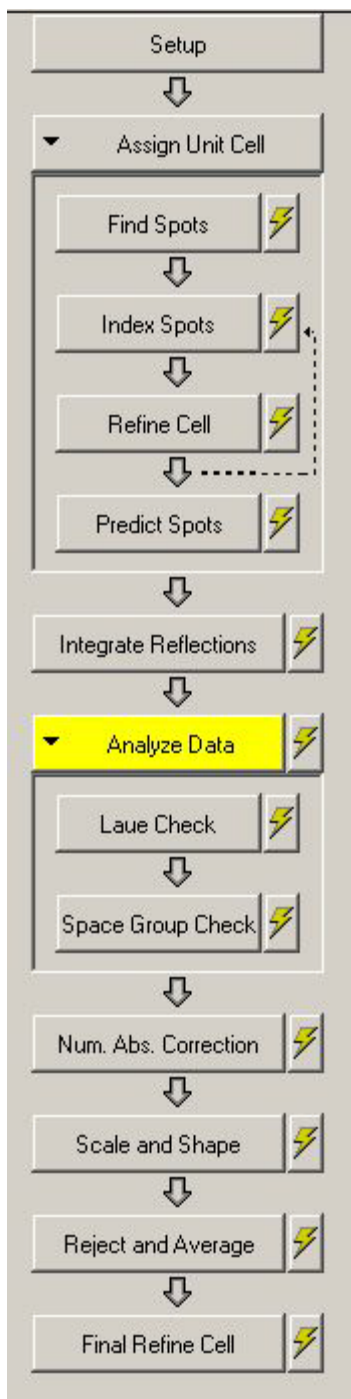 Setup
Assign Unit Cell
Find Spots
Index Spots
Refine Cell
Predict Spots
Integrate Reflections
Analyze Data
Laue Check
Space Group Check
Num. Abs. Correction
Scale and Shape
Reject and Average
Final Refine Cell